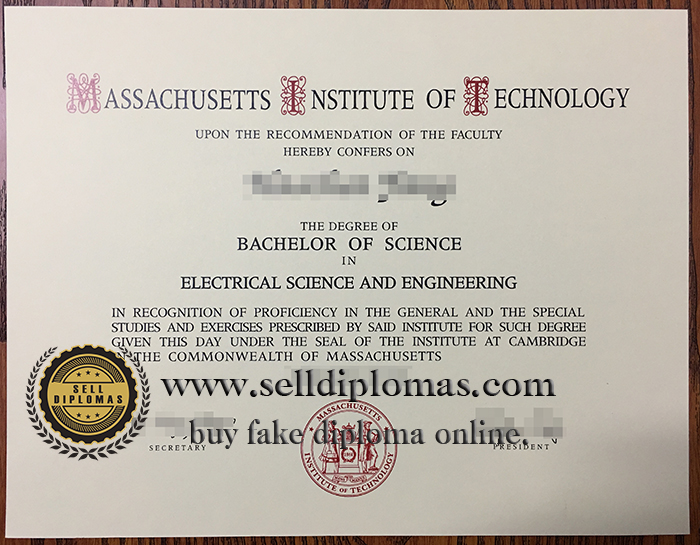 MASSACHUSETTS INSTITUTE OF TECHNOLOGY
UPON THE RECOMMENDATION OF THE FACULTY
HEREBY CONFERS ON
THE DEGREE OF
BACHELOR OF SCIENCE
IN
ELECTRICAL SCIENCE AND ENGINEERING
IN RECOGNITION OF PROFICIENCY IN THE GENERAL AND THE SPECIAL
STUDIES AND EXERCISES PRESCRIBED BY SAID INSTITUTE FOR SUCH DEGREE
GIVEN THIS DAY UNDER THE SEAL OF THE INSTITUTE AT CAMBRIDGE
THE COMMONWEALTH OF MASSACHUSETTS
SELL
DIPLOMAS
www.selldiplomas.com
buy fake diploma online.
SECRETARY
MASSACHUSETTS
INSTITUTE OF TECHNOLOGY
PRESIDENT